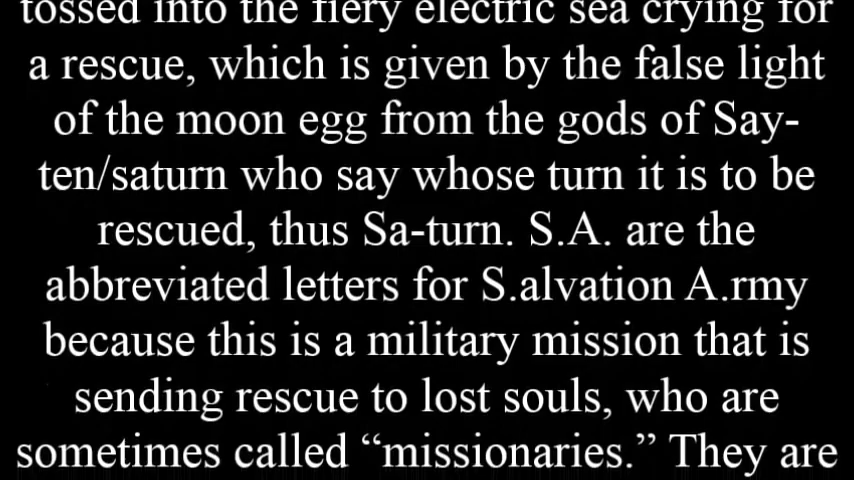 tossed into the fiery electric sea crying for
a rescue, which is given by the false light
of the moon egg from the gods of Say-
ten/saturn who say whose turn it is to be
rescued, thus Sa-turn. S.A. are the
abbreviated letters for S.alvation A.rmy
because this is a military mission that is
sending rescue to lost souls, who are
sometimes called “missionaries.” They are